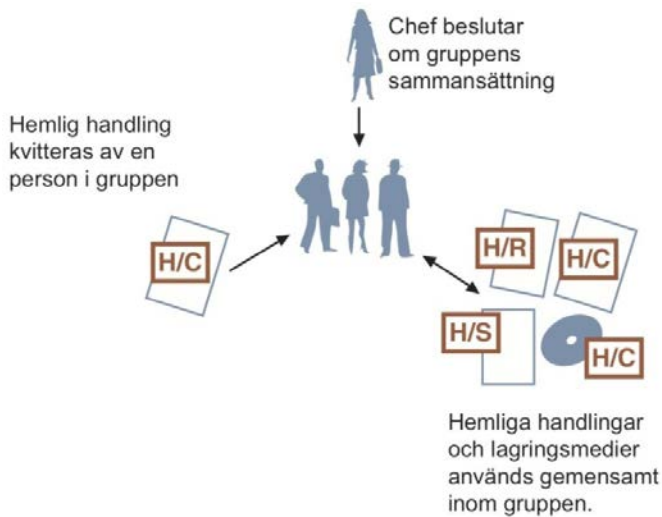 Chef beslutar
om gruppens
sammansättning
Hemlig handling
kvitteras av en
person i gruppen
H/C
H/R
H/C
H/S
H/C
Hemliga handlingar
och lagringsmedier
används gemensamt
inom gruppen.